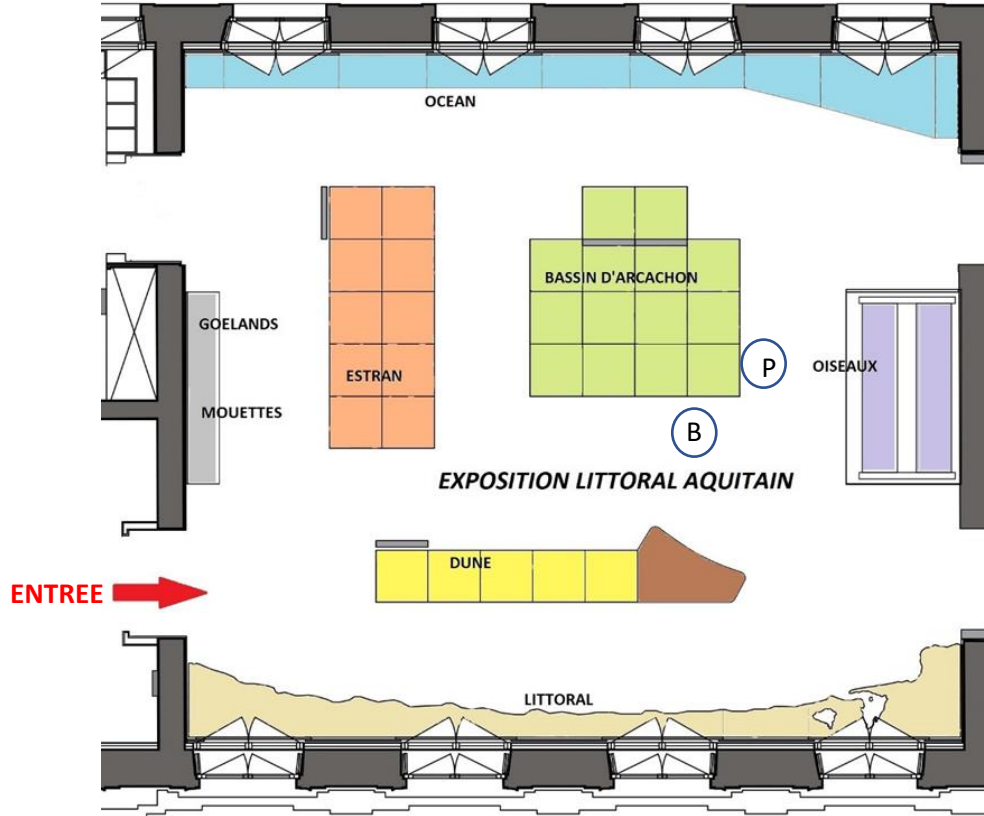 OCEAN
BASSIN D'ARCACHON
GOELANDS
ESTRAN
P
OISEAUX
MOUETTES
B
EXPOSITION LITTORAL AQUITAIN
DUNE
ENTREE
LITTORAL